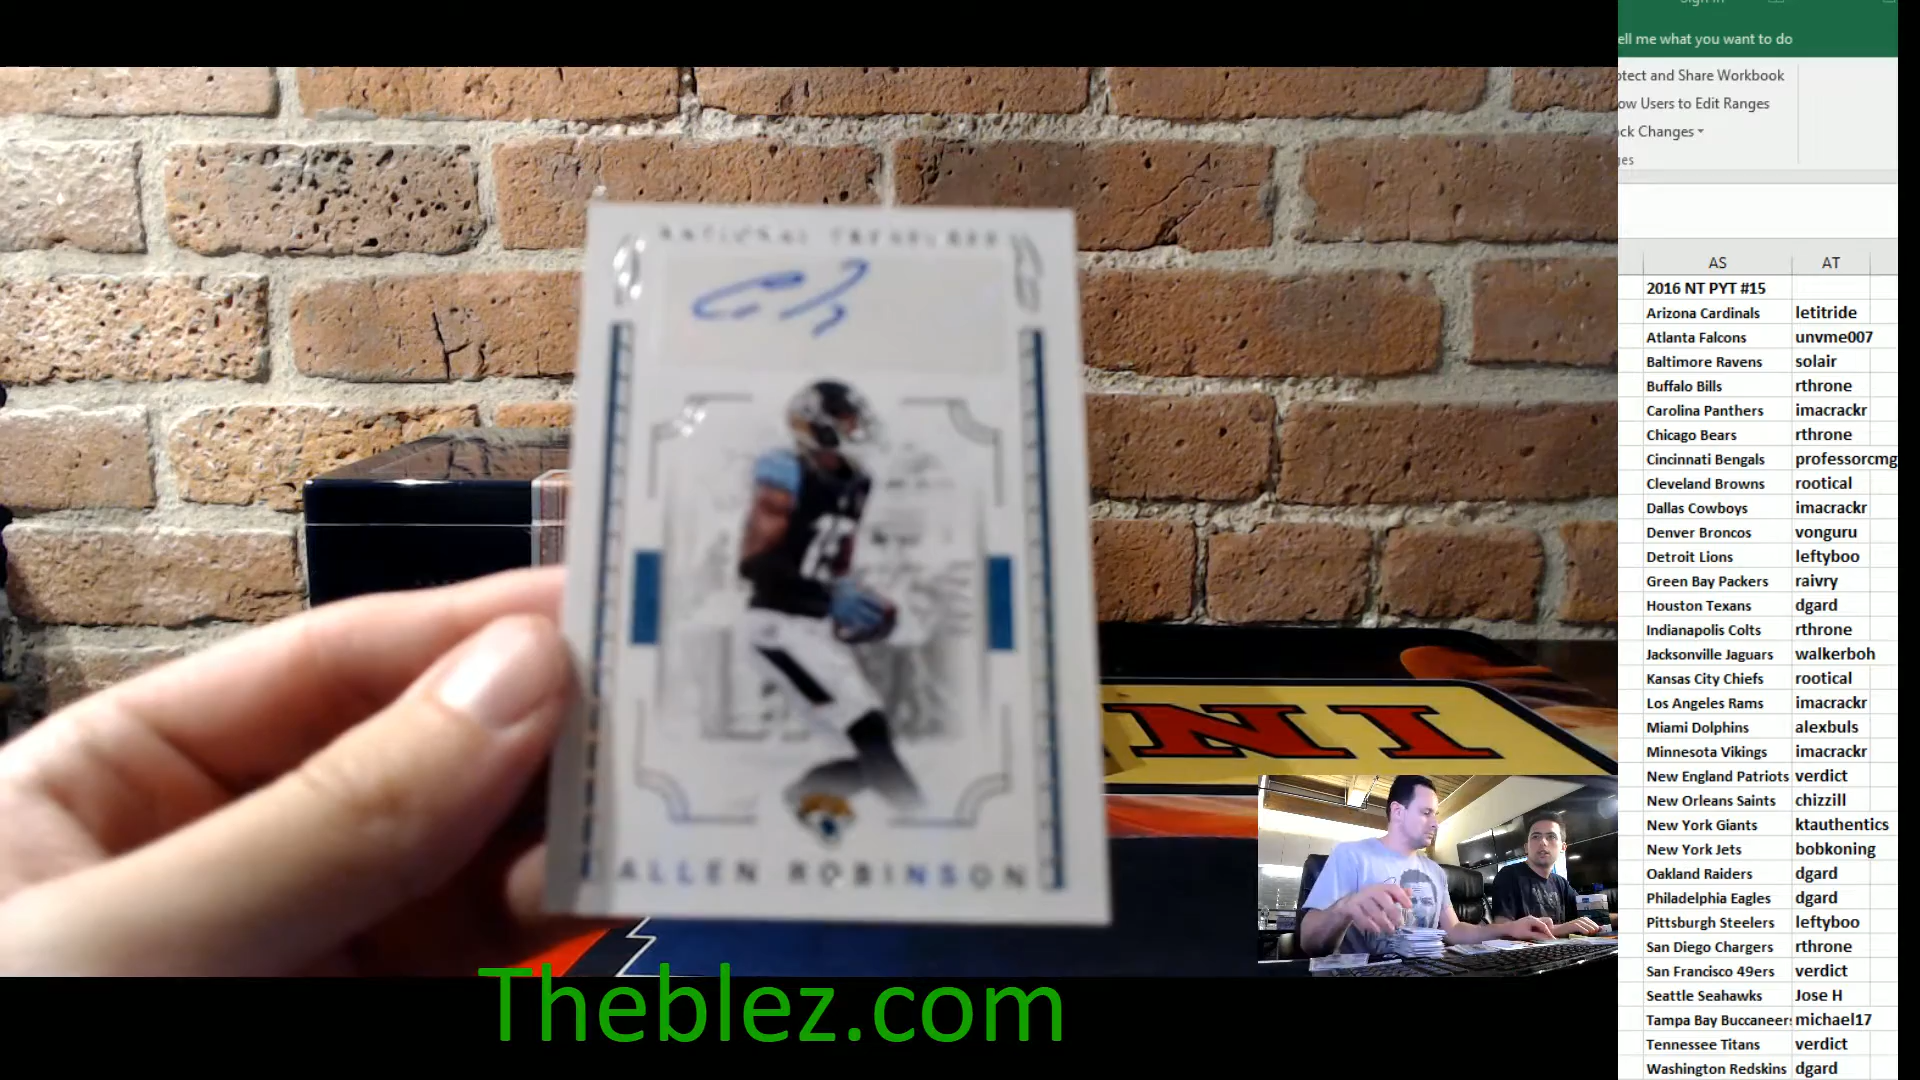 Sign in
ell me what you want to do
otect and Share Workbook
ow Users to Edit Ranges
ck Changes
ges
NATIONAL TREASURES
ALLEN ROBINSON
NI
Theblez.com
AS AT
2016 NT PYT #15
Arizona Cardinals letitride
Atlanta Falcons unvme007
Baltimore Ravens solair
Buffalo Bills rthrone
Carolina Panthers imacrackr
Chicago Bears rthrone
Cincinnati Bengals professorcmg
Cleveland Browns rootical
Dallas Cowboys imacrackr
Denver Broncos vonguru
Detroit Lions leftyboo
Green Bay Packers raivry
Houston Texans dgard
Indianapolis Colts rthrone
Jacksonville Jaguars walkerboh
Kansas City Chiefs rootical
Los Angeles Rams imacrackr
Miami Dolphins alexbuls
Minnesota Vikings imacrackr
New England Patriots verdict
New Orleans Saints chizzill
New York Giants ktauthentics
New York Jets bobkoning
Oakland Raiders dgard
Philadelphia Eagles dgard
Pittsburgh Steelers leftyboo
San Diego Chargers rthrone
San Francisco 49ers verdict
Seattle Seahawks Jose H
Tampa Bay Buccaneers michael17
Tennessee Titans verdict
Washington Redskins dgard